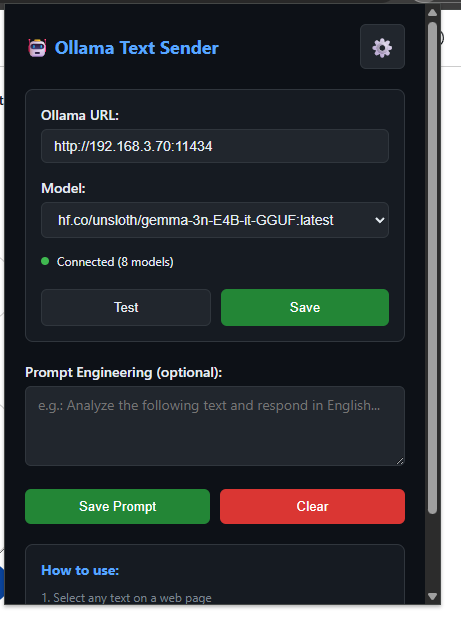 Ollama Text Sender
Ollama URL:
http://192.168.3.70:11434
Model:
hf.co/unsloth/gemma-3n-E4B-it-GGUF:latest
Connected (8 models)
Test
Save
Prompt Engineering (optional):
e.g.: Analyze the following text and respond in English...
Save Prompt
Clear
How to use:
1. Select any text on a web page